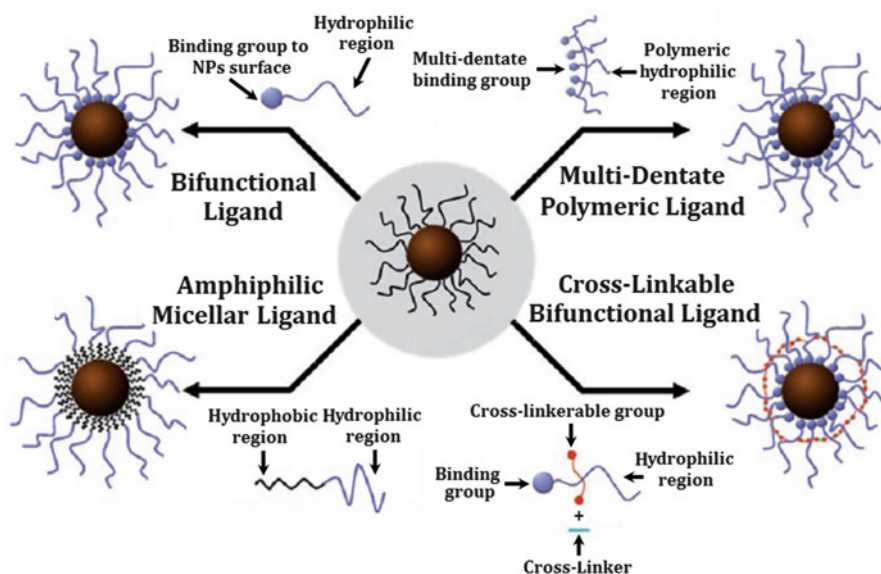 Binding group to
NPs surface
Hydrophilic
region
Multi-dentate
binding group
Polymeric
hydrophilic
region
Bifunctional
Ligand
Multi-Dentate
Polymeric Ligand
Amphiphilic
Micellar Ligand
Cross-Linkable
Bifunctional Ligand
Hydrophobic
region
Hydrophilic
region
Cross-linkerable group
Binding
group
Hydrophilic
region
+
Cross-Linker